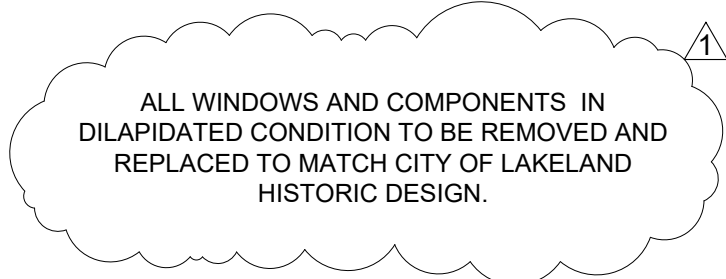 1
ALL WINDOWS AND COMPONENTS IN
DILAPIDATED CONDITION TO BE REMOVED AND
REPLACED TO MATCH CITY OF LAKELAND
HISTORIC DESIGN.